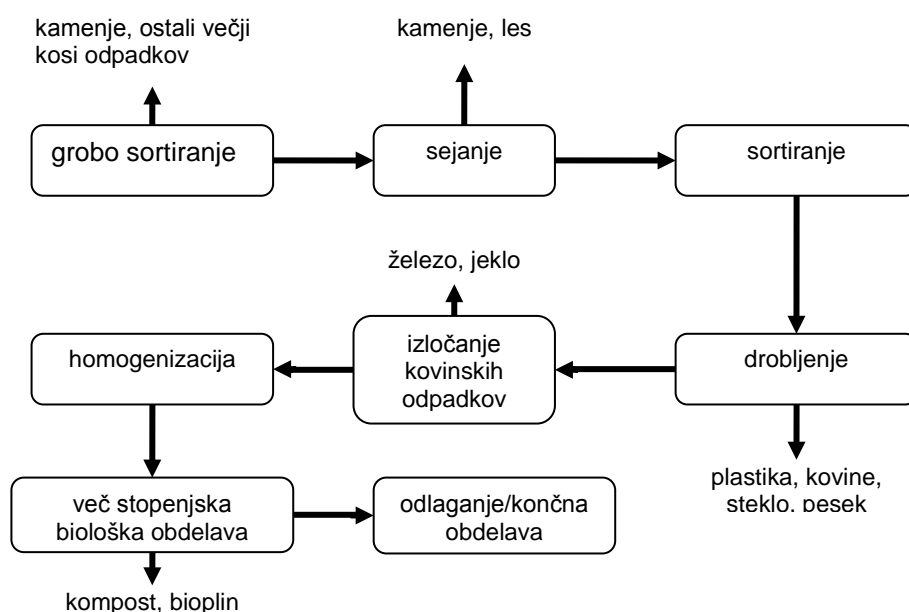 kamenje, ostali večji
kosi odpadkov
kamenje, les
grobo sortiranje
sejanje
sortiranje
železo, jeklo
homogenizacija
izločanje
kovinskih
odpadkov
drobljenje
plastika, kovine,
steklo, pesek
več stopenjska
biološka obdelava
odlaganje/končna
obdelava
kompost, bioplin